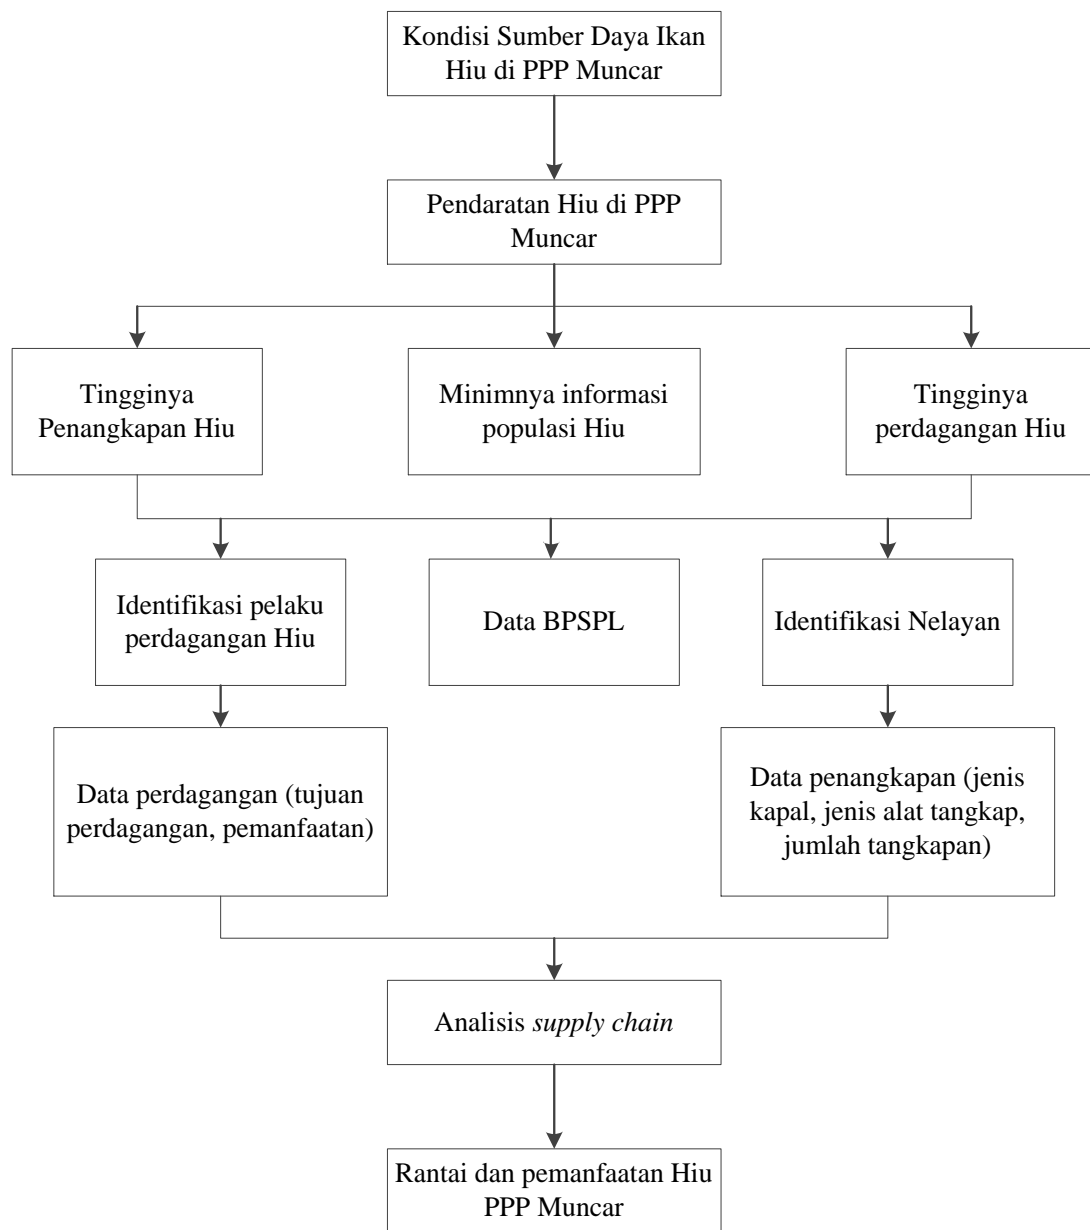 Kondisi Sumber Daya Ikan
Hiu di PPP Muncar
Pendaratan Hiu di PPP
Muncar
Tingginya
Penangkapan Hiu
Minimnya informasi
populasi Hiu
Tingginya
perdagangan Hiu
Identifikasi pelaku
perdagangan Hiu
Data BPSPL
Identifikasi Nelayan
Data perdagangan (tujuan
perdagangan, pemanfaatan)
Data penangkapan (jenis
kapal, jenis alat tangkap,
jumlah tangkapan)
Analisis supply chain
Rantai dan pemanfaatan Hiu
PPP Muncar